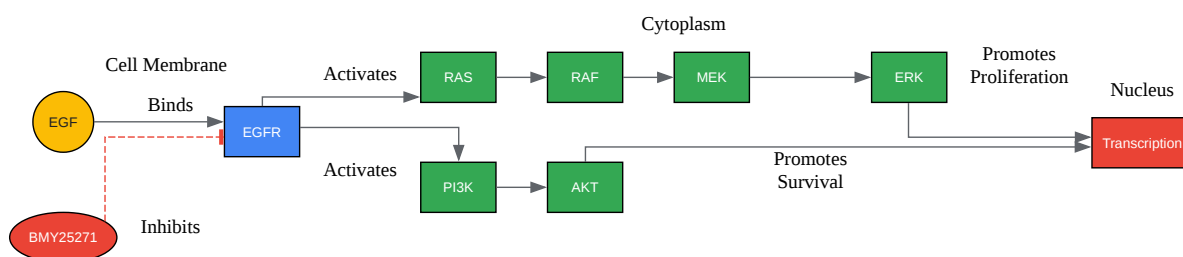 Cytoplasm
Cell Membrane
Activates
RAS
RAF
MEK
ERK
Promotes
Proliferation
Nucleus
EGF
Binds
EGFR
Transcription
Activates
PI3K
AKT
Promotes
Survival
BMY25271
Inhibits